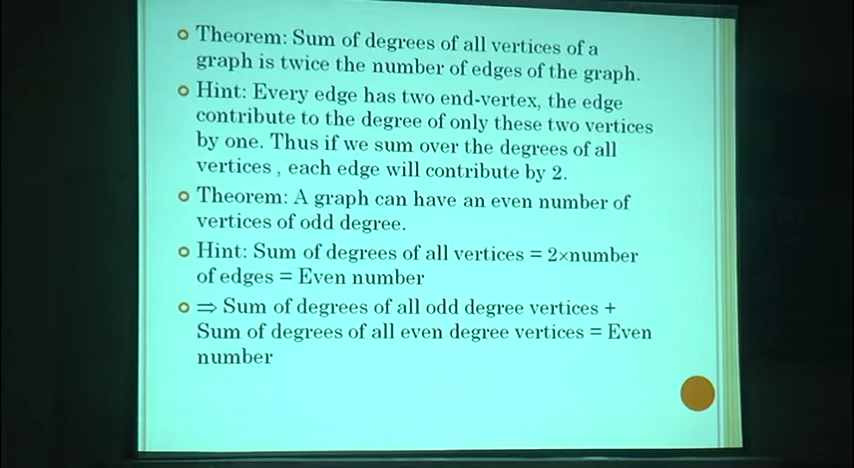 Theorem: Sum of degrees of all vertices of a
graph is twice the number of edges of the graph.
Hint: Every edge has two end-vertex, the edge
contribute to the degree of only these two vertices
by one. Thus if we sum over the degrees of all
vertices , each edge will contribute by 2.
Theorem: A graph can have an even number of
vertices of odd degree.
Hint: Sum of degrees of all vertices = 2×number
of edges = Even number
⇒ Sum of degrees of all odd degree vertices +
Sum of degrees of all even degree vertices = Even
number